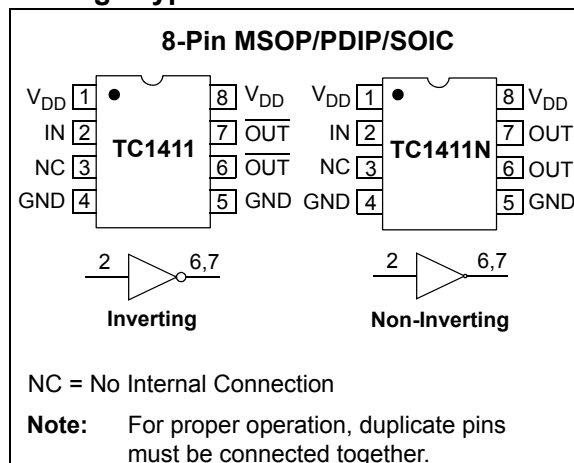 8-Pin MSOP/PDIP/SOIC
VDD 1 8 VDD
IN 2 7 OUT
NC 3 6 OUT
GND 4 5 GND
TC1411
VDD 1 8 VDD
IN 2 7 OUT
NC 3 6 OUT
GND 4 5 GND
TC1411N
2 6,7
Inverting
2 6,7
Non-Inverting
NC = No Internal Connection
Note: For proper operation, duplicate pins
must be connected together.